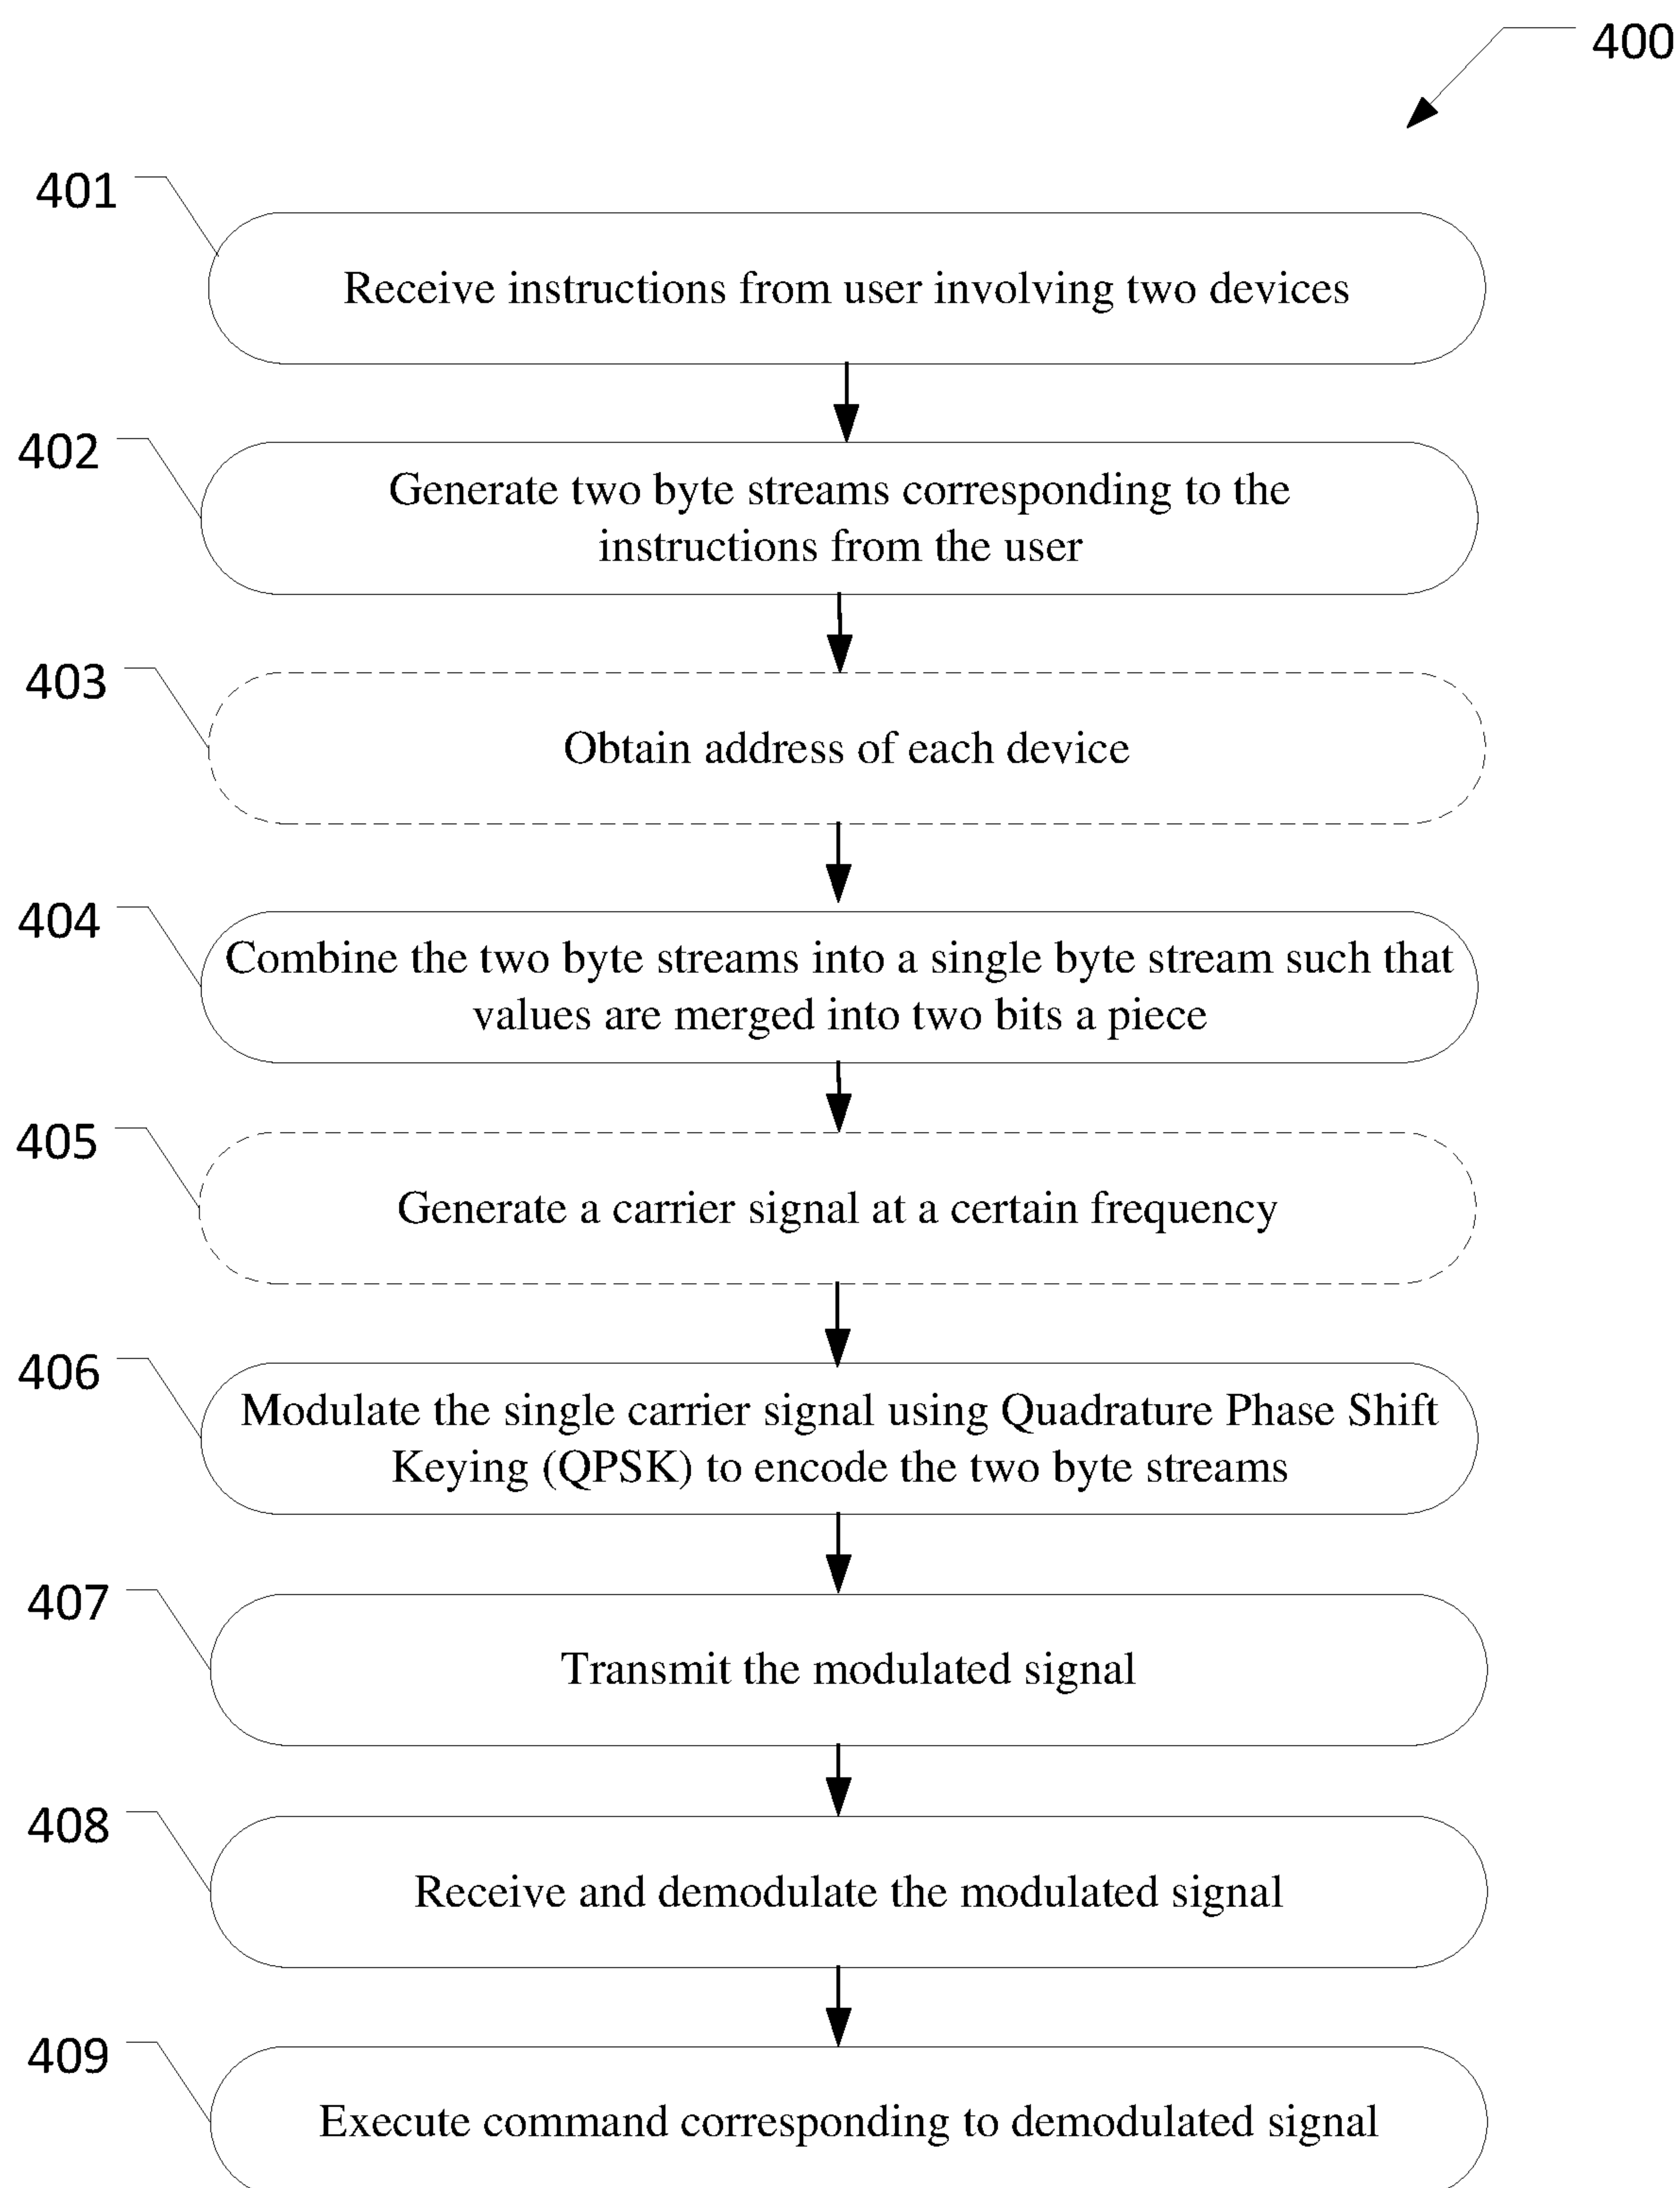 400
401
Receive instructions from user involving two devices
402
Generate two byte streams corresponding to the
instructions from the user
403
Obtain address of each device
404
Combine the two byte streams into a single byte stream such that
values are merged into two bits a piece
405
Generate a carrier signal at a certain frequency
406
Modulate the single carrier signal using Quadrature Phase Shift
Keying (QPSK) to encode the two byte streams
407
Transmit the modulated signal
408
Receive and demodulate the modulated signal
409
Execute command corresponding to demodulated signal